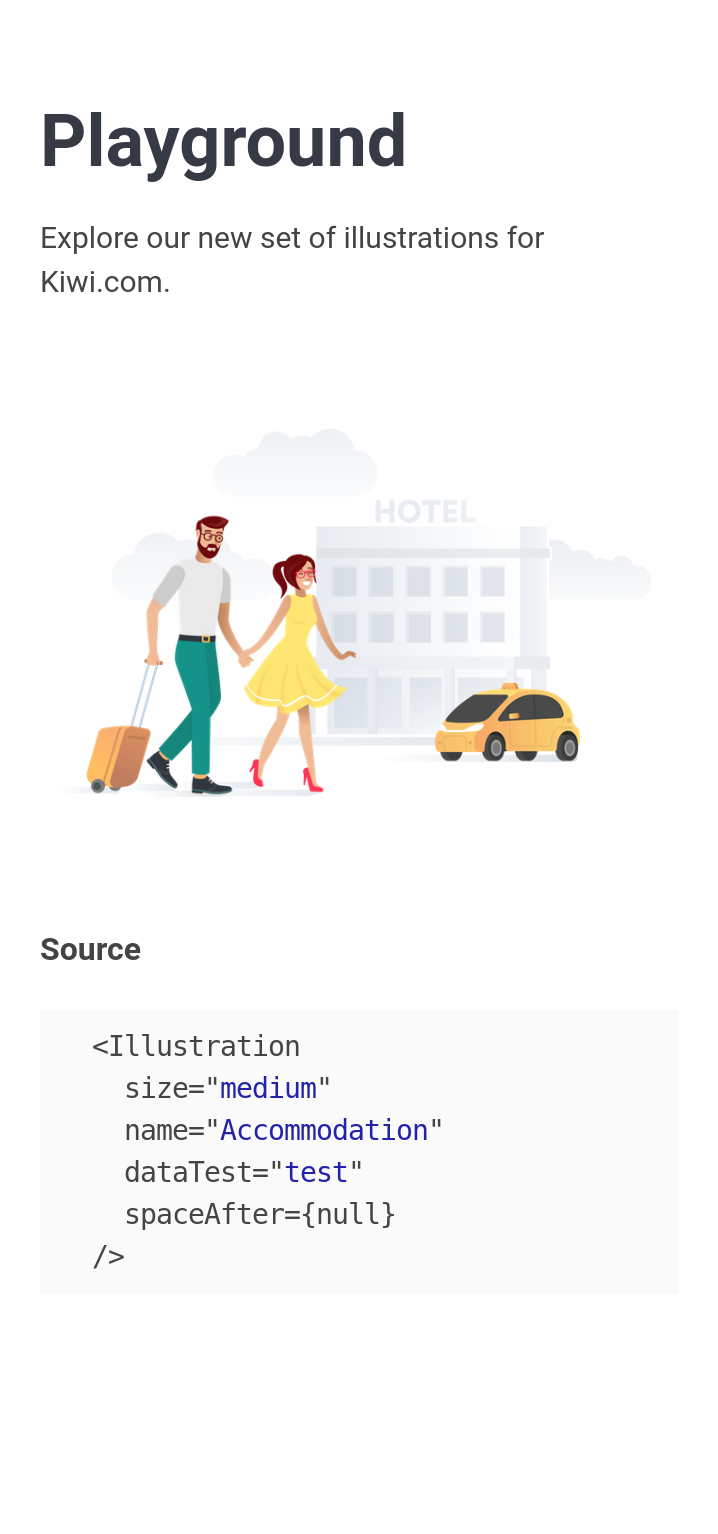 Playground
Explore our new set of illustrations for
Kiwi.com.
HOTEL
Source
<Illustration
  size="medium"
  name="Accommodation"
  dataTest="test"
  spaceAfter={null}
/>